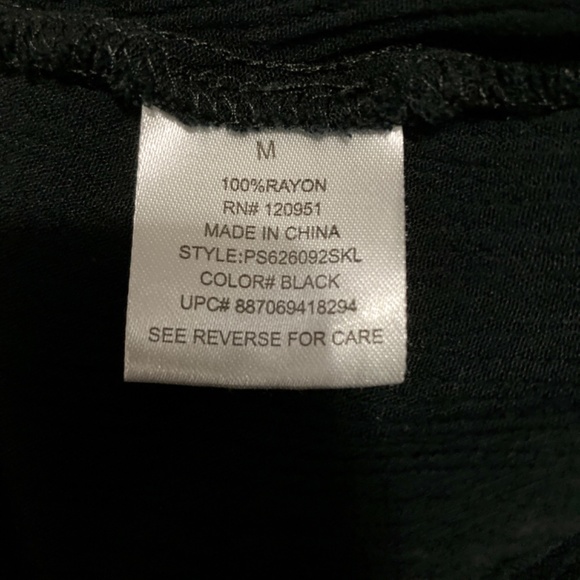 M
100%RAYON
RN# 120951
MADE IN CHINA
STYLE:PS626092SKL
COLOR# BLACK
UPC# 887069418294
SEE REVERSE FOR CARE